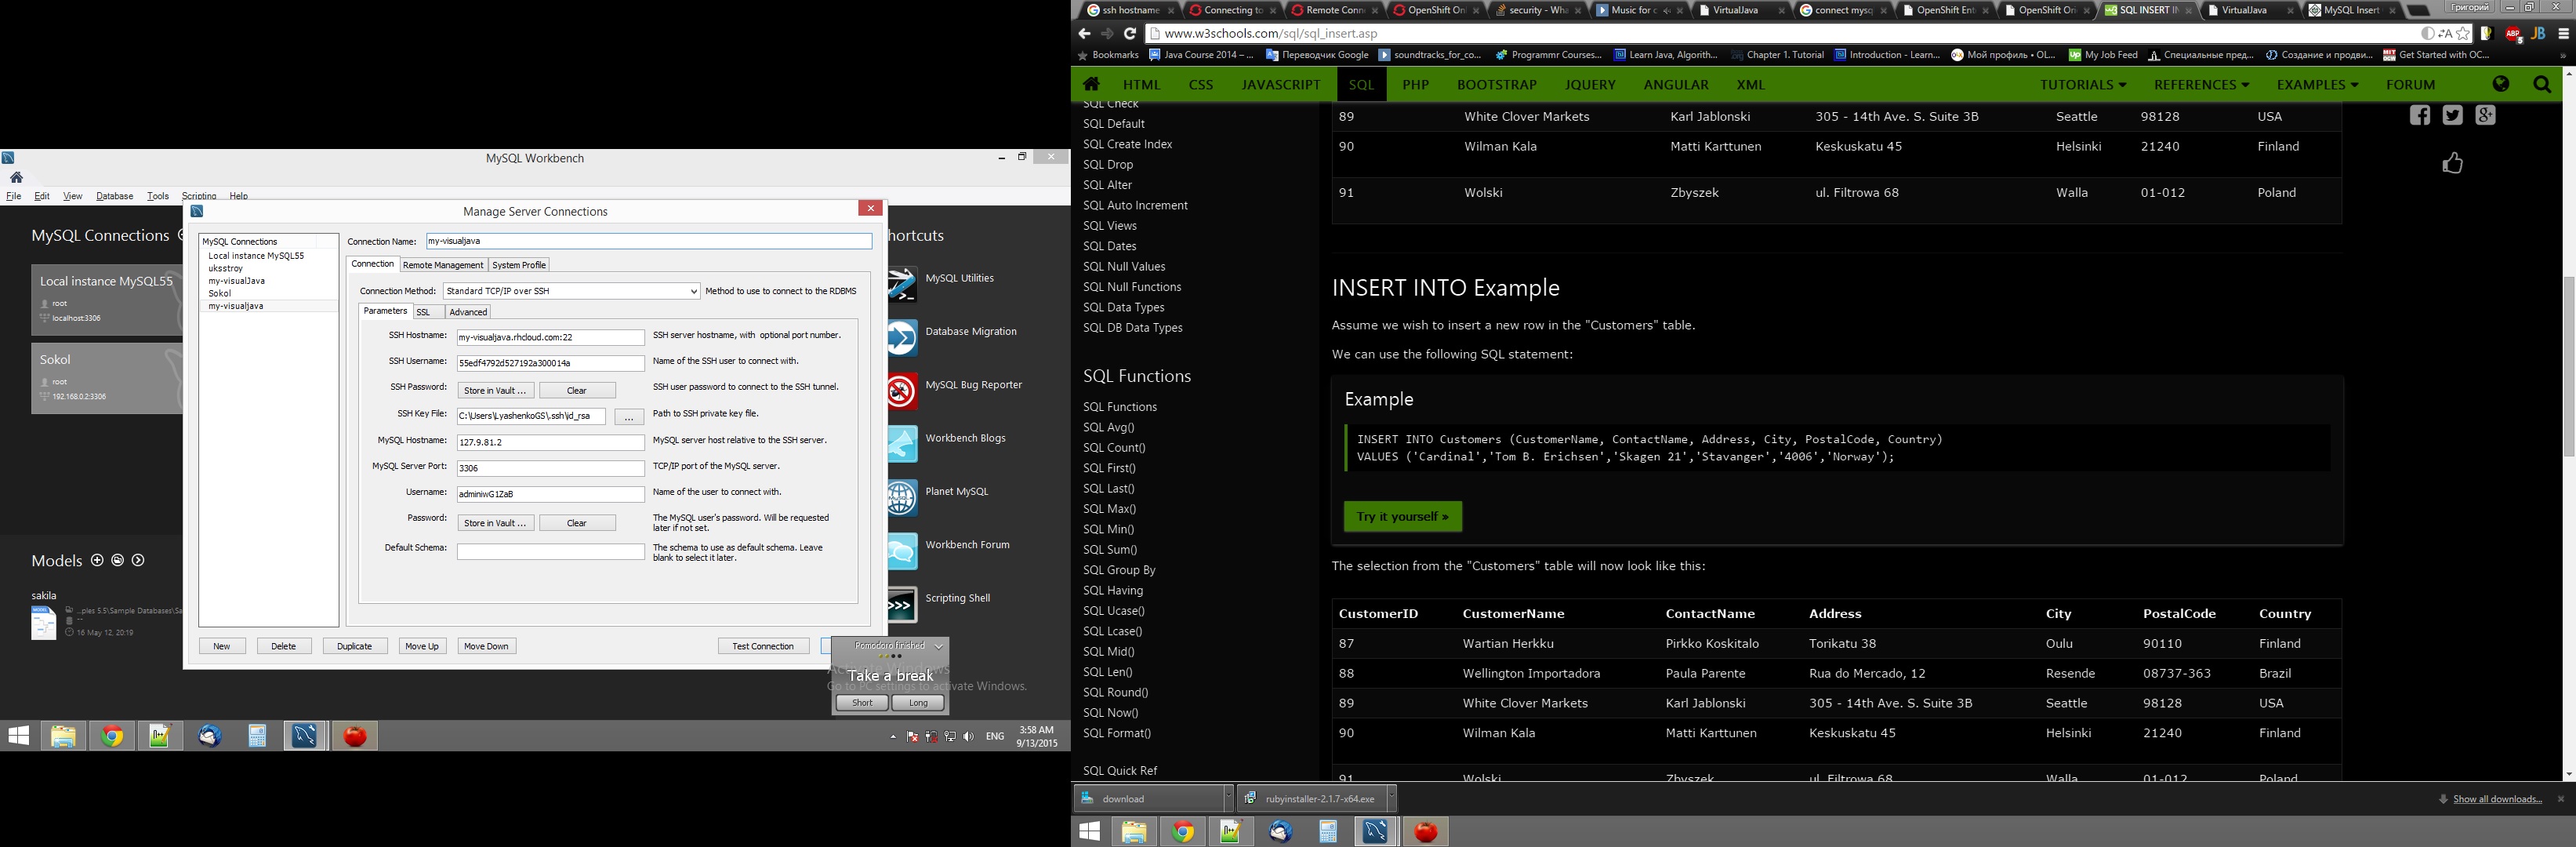 MySQL Workbench
File Edit View Database Tools Scripting Help
MySQL Connections
Local instance MySQL55
root
localhost:3306
Sokol
root
192.168.0.2:3306
Models
sakila
...ples 5.5\Sample Databases\Sa
--
16 May 12, 20:19
Manage Server Connections
MySQL Connections
Local instance MySQL55
uksstroy
my-visualJava
Sokol
my-visualjava
Connection Name: my-visualjava
Connection Remote Management System Profile
Connection Method: Standard TCP/IP over SSH Method to use to connect to the RDBMS
Parameters SSL Advanced
SSH Hostname: my-visualjava.rhcloud.com:22 SSH server hostname, with optional port number.
SSH Username: 55edf4792d527192a300014a Name of the SSH user to connect with.
SSH Password: Store in Vault ... Clear SSH user password to connect to the SSH tunnel.
SSH Key File: C:\Users\LyashenkoGS\.ssh\id_rsa ... Path to SSH private key file.
MySQL Hostname: 127.9.81.2 MySQL server host relative to the SSH server.
MySQL Server Port: 3306 TCP/IP port of the MySQL server.
Username: adminiwG1ZaB Name of the user to connect with.
Password: Store in Vault ... Clear The MySQL user's password. Will be requested
later if not set.
Default Schema: The schema to use as default schema. Leave
blank to select it later.
New Delete Duplicate Move Up Move Down Test Connection
hortcuts
MySQL Utilities
Database Migration
MySQL Bug Reporter
Workbench Blogs
Planet MySQL
Workbench Forum
Scripting Shell
Pomodoro finished
Take a break
Short Long
Activate Windows
Go to PC settings to activate Windows.
ENG
3:58 AM
9/13/2015
ssh hostname Connecting to Remote Conn OpenShift Onl security - Wha Music for c VirtualJava connect mysq OpenShift Ent OpenShift Ori SQL INSERT IN VirtualJava MySQL Insert Григорий
www.w3schools.com/sql/sql_insert.asp
Bookmarks Java Course 2014 – ... Переводчик Google soundtracks_for_co... Programmr Courses... Learn Java, Algorith... Chapter 1. Tutorial Introduction - Learn... Мой профиль • OL... My Job Feed Специальные пред... Создание и продви... Get Started with OC...
HTML CSS JAVASCRIPT SQL PHP BOOTSTRAP JQUERY ANGULAR XML TUTORIALS REFERENCES EXAMPLES FORUM
SQL Check
SQL Default
SQL Create Index
SQL Drop
SQL Alter
SQL Auto Increment
SQL Views
SQL Dates
SQL Null Values
SQL Null Functions
SQL Data Types
SQL DB Data Types
SQL Functions
SQL Functions
SQL Avg()
SQL Count()
SQL First()
SQL Last()
SQL Max()
SQL Min()
SQL Sum()
SQL Group By
SQL Having
SQL Ucase()
SQL Lcase()
SQL Mid()
SQL Len()
SQL Round()
SQL Now()
SQL Format()
SQL Quick Ref
89 White Clover Markets Karl Jablonski 305 - 14th Ave. S. Suite 3B Seattle 98128 USA
90 Wilman Kala Matti Karttunen Keskuskatu 45 Helsinki 21240 Finland
91 Wolski Zbyszek ul. Filtrowa 68 Walla 01-012 Poland
INSERT INTO Example
Assume we wish to insert a new row in the "Customers" table.
We can use the following SQL statement:
Example
INSERT INTO Customers (CustomerName, ContactName, Address, City, PostalCode, Country)
VALUES ('Cardinal','Tom B. Erichsen','Skagen 21','Stavanger','4006','Norway');
Try it yourself »
The selection from the "Customers" table will now look like this:
CustomerID CustomerName ContactName Address City PostalCode Country
87 Wartian Herkku Pirkko Koskitalo Torikatu 38 Oulu 90110 Finland
88 Wellington Importadora Paula Parente Rua do Mercado, 12 Resende 08737-363 Brazil
89 White Clover Markets Karl Jablonski 305 - 14th Ave. S. Suite 3B Seattle 98128 USA
90 Wilman Kala Matti Karttunen Keskuskatu 45 Helsinki 21240 Finland
91 Wolski Zbyszek ul. Filtrowa 68 Walla 01-012 Poland
download rubyinstaller-2.1.7-x64.exe Show all downloads...